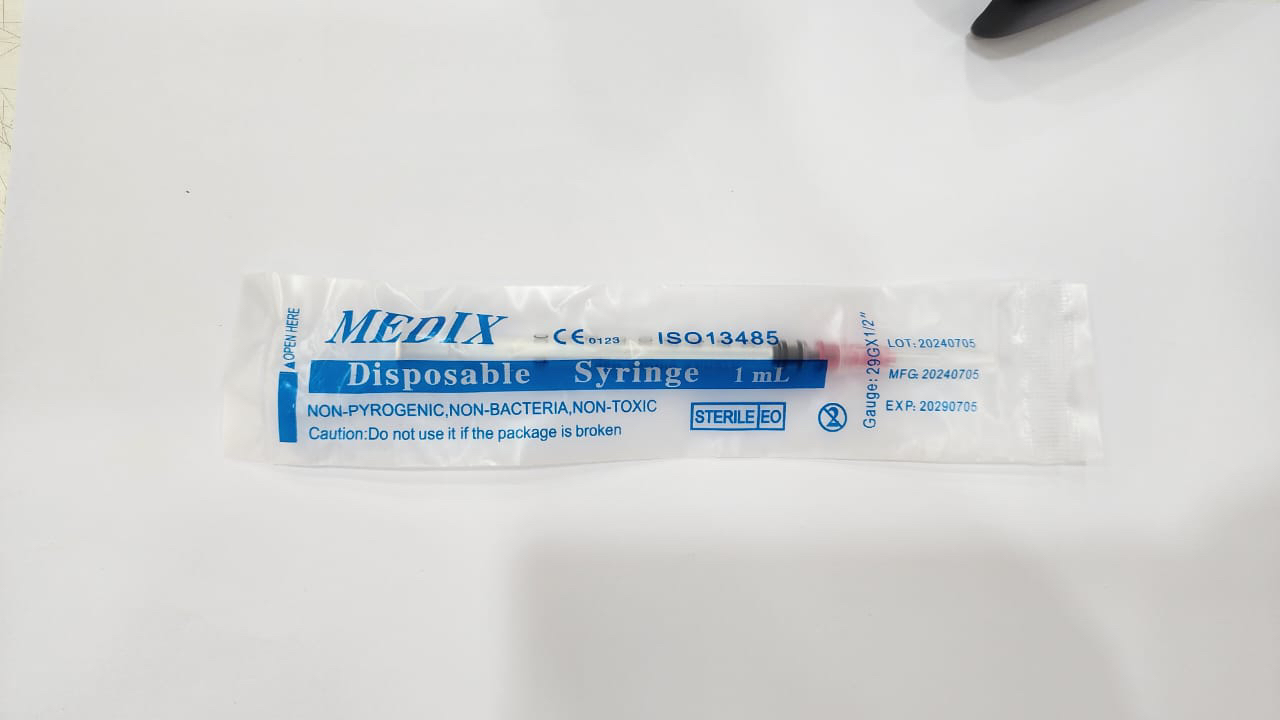 OPEN HERE
MEDIX
CE 0123 ISO13485
Disposable Syringe 1 mL
NON-PYROGENIC,NON-BACTERIA,NON-TOXIC
Caution:Do not use it if the package is broken
STERILE EO
2
Gauge: 29GX1/2"
LOT: 20240705
MFG: 20240705
EXP: 20290705